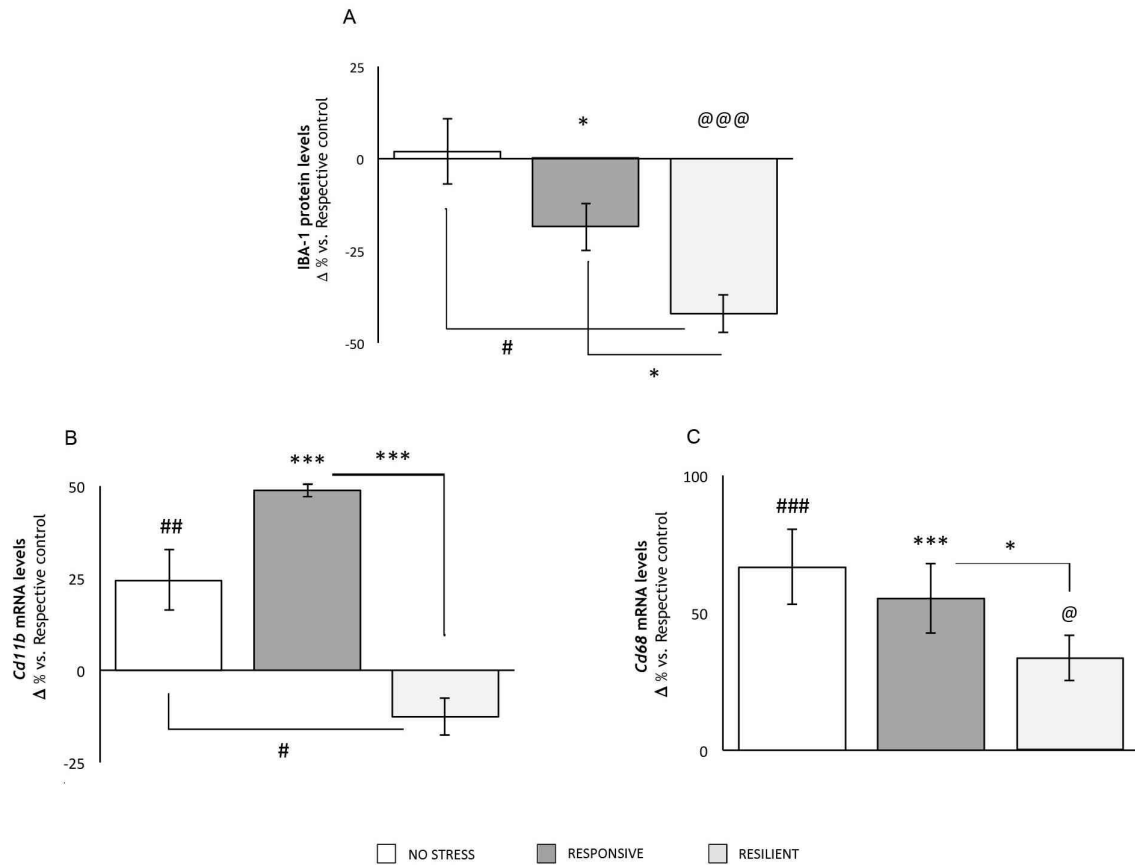 A
IBA-1 protein levels
Δ % vs. Respective control
25
0
-25
-50
*
@@@
#
*
B
Cd11b mRNA levels
Δ % vs. Respective control
50
25
0
-25
##
***
***
#
C
Cd68 mRNA levels
Δ % vs. Respective control
100
50
0
###
***
*
@
NO STRESS
RESPONSIVE
RESILIENT